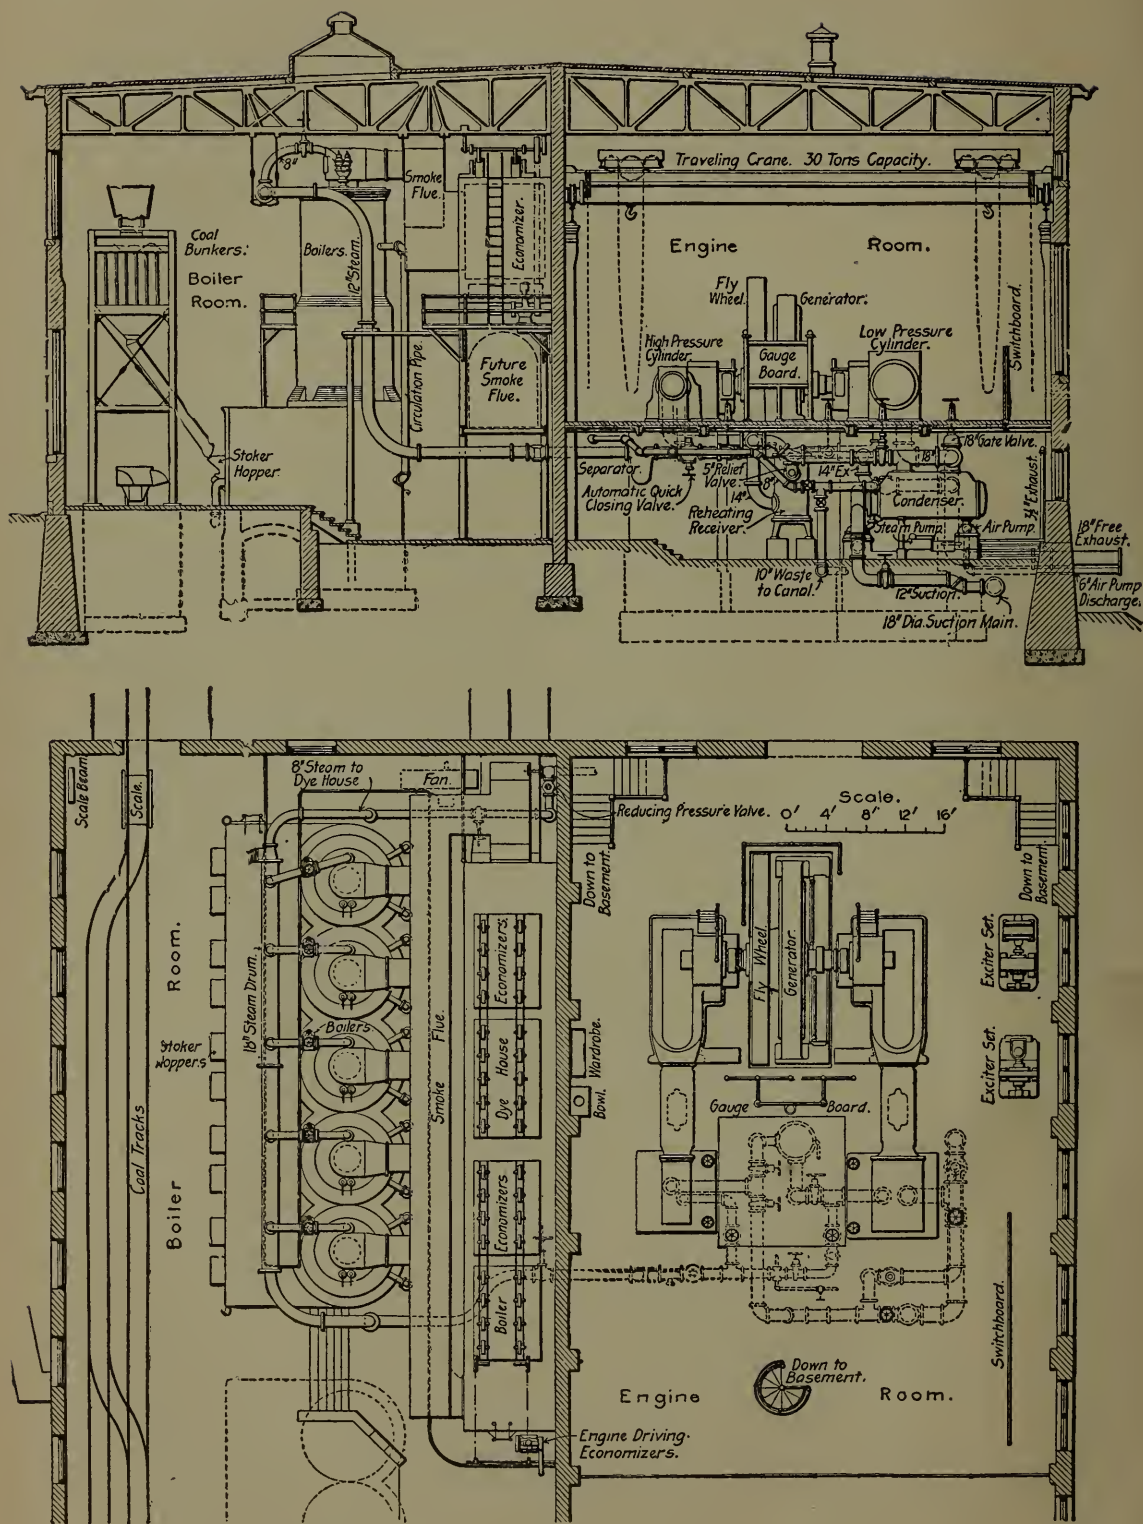 8"
Smoke
Flue.
Traveling Crane. 30 Tons Capacity.
Coal
Bunkers.
Boiler
Room.
Boilers.
12" Steam.
Economizer.
Engine Room.
Fly
Wheel.
Generator.
Switchboard.
High Pressure
Cylinder.
Gauge
Board.
Low Pressure
Cylinder.
Circulation Pipe.
Future
Smoke
Flue.
Stoker
Hopper.
Separator.
Automatic Quick
Closing Valve.
5" Relief
Valve.
8"
14"
14" Ex
18"
18" Gate Valve.
Reheating
Receiver.
Condenser.
Steam Pump
Air Pump.
Exhaust.
18" Free
Exhaust.
10" Waste
to Canal.
12" Suction.
18" Dia. Suction Main.
6" Air Pump
Discharge.
Scale Beam
Scale.
8" Steam to
Dye House
Fan.
Reducing Pressure Valve.
Scale.
0' 4' 8' 12' 16'
Down to
Basement.
Down to
Basement.
Boiler Room.
Coal Tracks
Stoker
Hoppers
18" Steam Drum.
Boilers
Smoke Flue.
Economizers.
Dye House
Economizers
Boiler
Wardrobe.
Bowl.
Fly Wheel.
Generator.
Exciter Set.
Exciter Set.
Gauge Board.
Switchboard.
Down to
Basement.
Engine Room.
Engine Driving
Economizers.